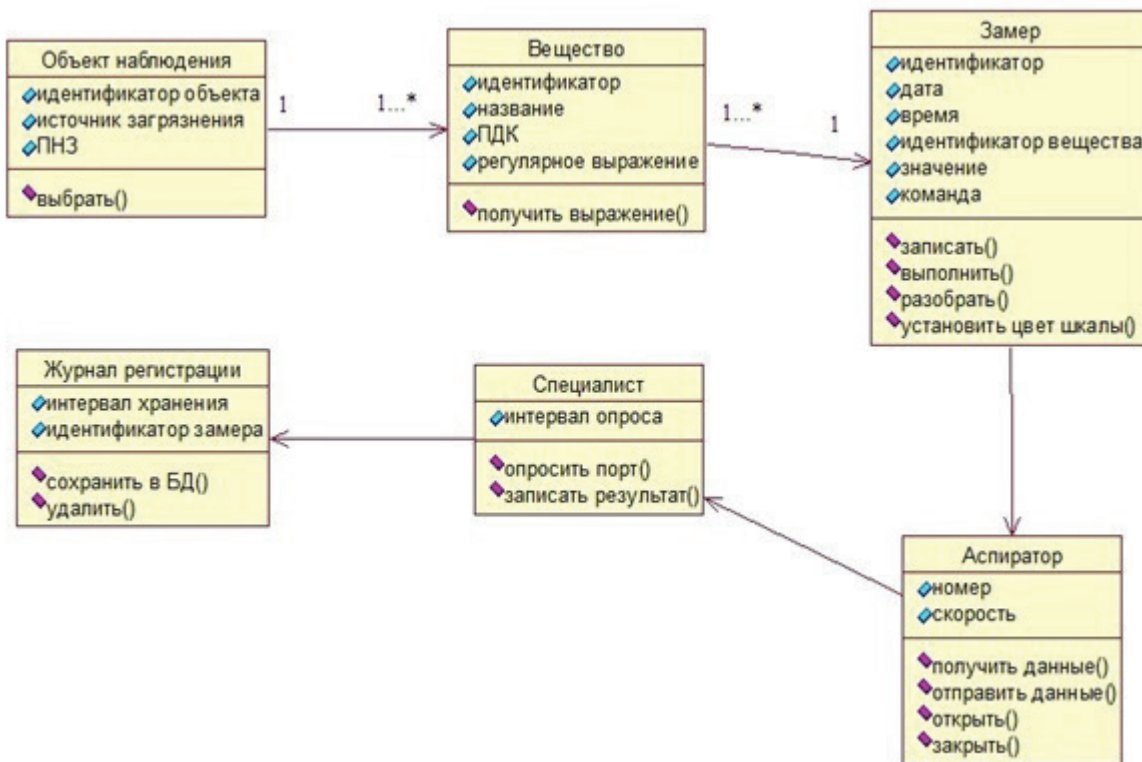 Объект наблюдения
идентификатор объекта
источник загрязнения
ПНЗ
выбрать()
1
1...*
Вещество
идентификатор
название
ПДК
регулярное выражение
получить выражение()
1...*
1
Замер
идентификатор
дата
время
идентификатор вещества
значение
команда
записать()
выполнить()
разобрать()
установить цвет шкалы()
Журнал регистрации
интервал хранения
идентификатор замера
сохранить в БД()
удалить()
Специалист
интервал опроса
опросить порт()
записать результат()
Аспиратор
номер
скорость
получить данные()
отправить данные()
открыть()
закрыть()